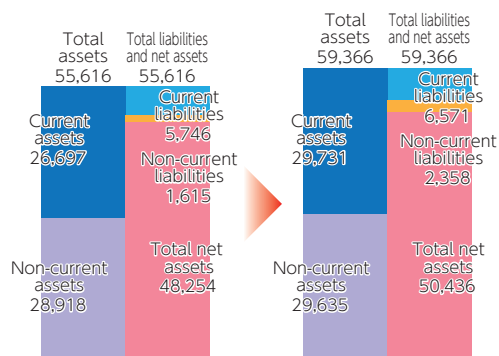 Total
assets
55,616
Total liabilities
and net assets
55,616
Current
assets
26,697
Current
liabilities
5,746
Non-current
liabilities
1,615
Non-current
assets
28,918
Total net
assets
48,254
Total
assets
59,366
Total liabilities
and net assets
59,366
Current
assets
29,731
Current
liabilities
6,571
Non-current
liabilities
2,358
Non-current
assets
29,635
Total net
assets
50,436